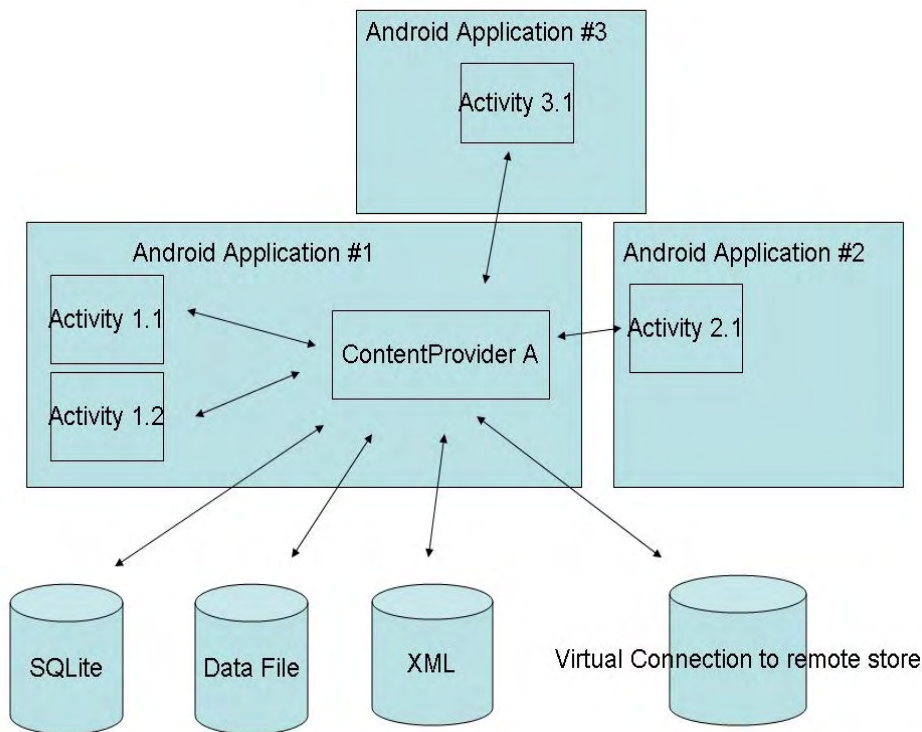 Android Application #3
Activity 3.1
Android Application #1
Activity 1.1
Activity 1.2
ContentProvider A
Android Application #2
Activity 2.1
SQLite
Data File
XML
Virtual Connection to remote store